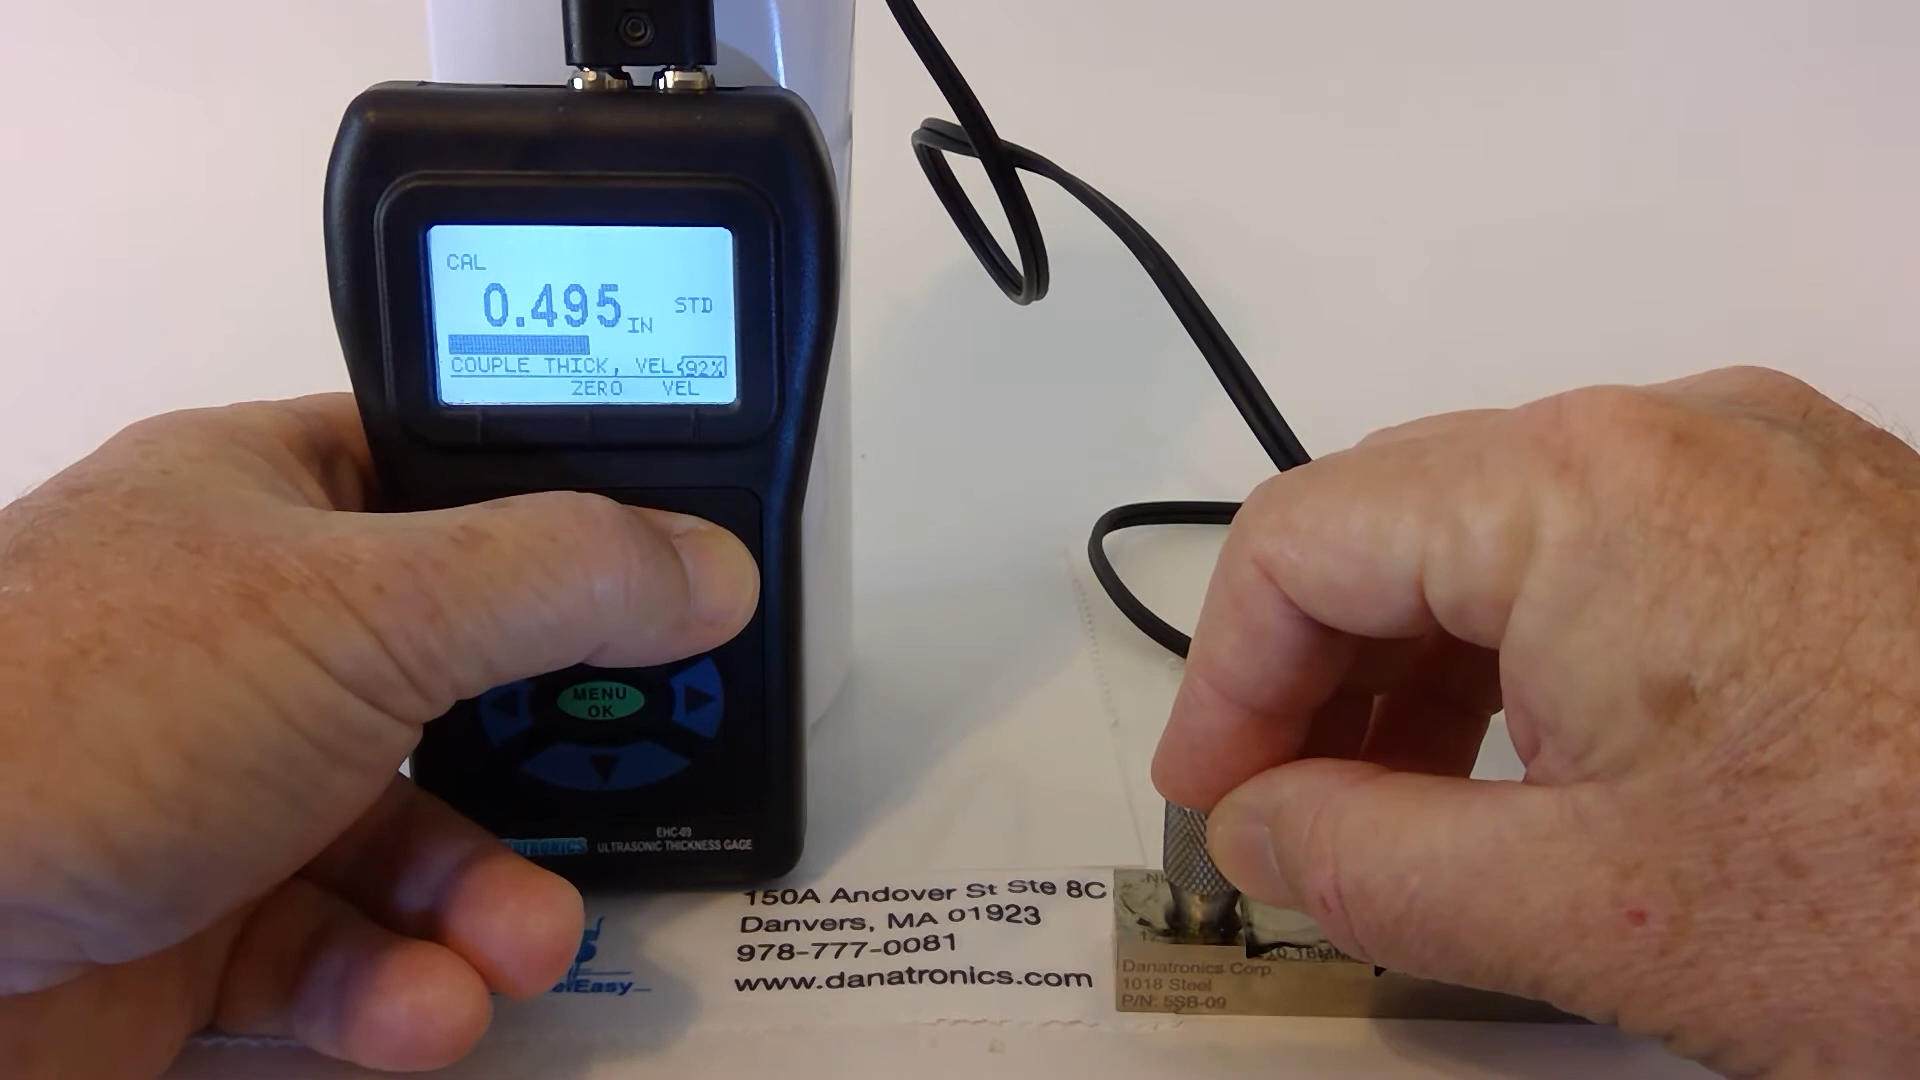 CAL
0.495 IN STD
COUPLE THICK, VEL 92%
ZERO VEL
MENU
OK
EHC-09
ULTRASONIC THICKNESS GAGE
150A Andover St Ste 8C
Danvers, MA 01923
978-777-0081
www.danatronics.com
Easy
Danatronics Corp.
1018 Steel
P/N: 5SB-09